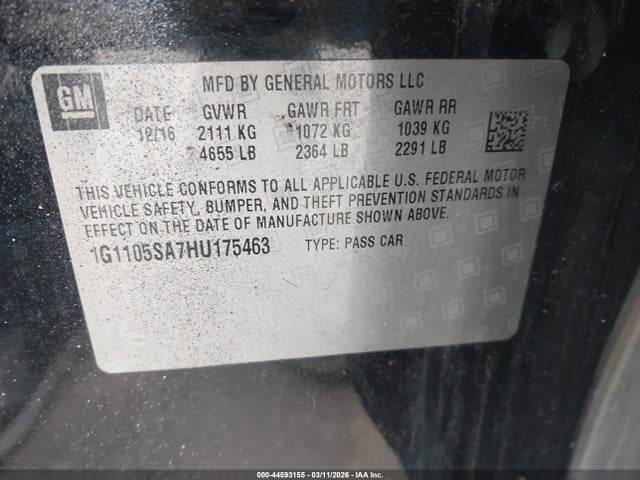 GM
MFD BY GENERAL MOTORS LLC
DATE GVWR GAWR FRT GAWR RR
12/16 2111 KG 1072 KG 1039 KG
4655 LB 2364 LB 2291 LB
THIS VEHICLE CONFORMS TO ALL APPLICABLE U.S. FEDERAL MOTOR
VEHICLE SAFETY, BUMPER, AND THEFT PREVENTION STANDARDS IN
EFFECT ON THE DATE OF MANUFACTURE SHOWN ABOVE.
1G1105SA7HU175463 TYPE: PASS CAR
000-44593155 | 03/11/2026 - IAA Inc.